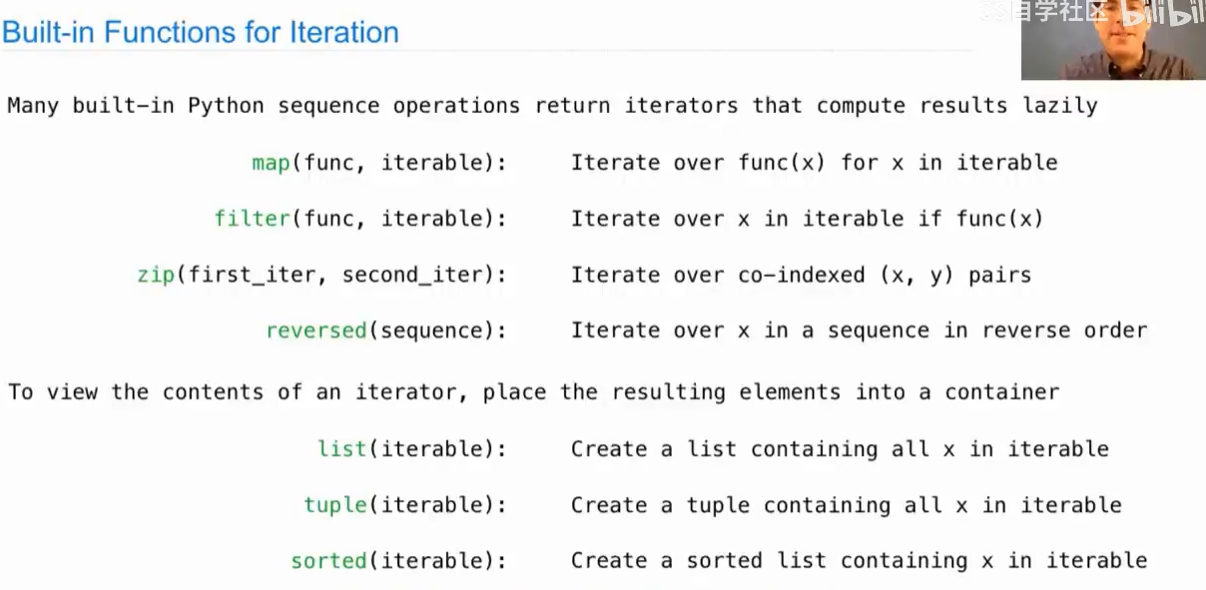 自学社区 bilibil
Built-in Functions for Iteration
Many built-in Python sequence operations return iterators that compute results lazily
map(func, iterable): Iterate over func(x) for x in iterable
filter(func, iterable): Iterate over x in iterable if func(x)
zip(first_iter, second_iter): Iterate over co-indexed (x, y) pairs
reversed(sequence): Iterate over x in a sequence in reverse order
To view the contents of an iterator, place the resulting elements into a container
list(iterable): Create a list containing all x in iterable
tuple(iterable): Create a tuple containing all x in iterable
sorted(iterable): Create a sorted list containing x in iterable